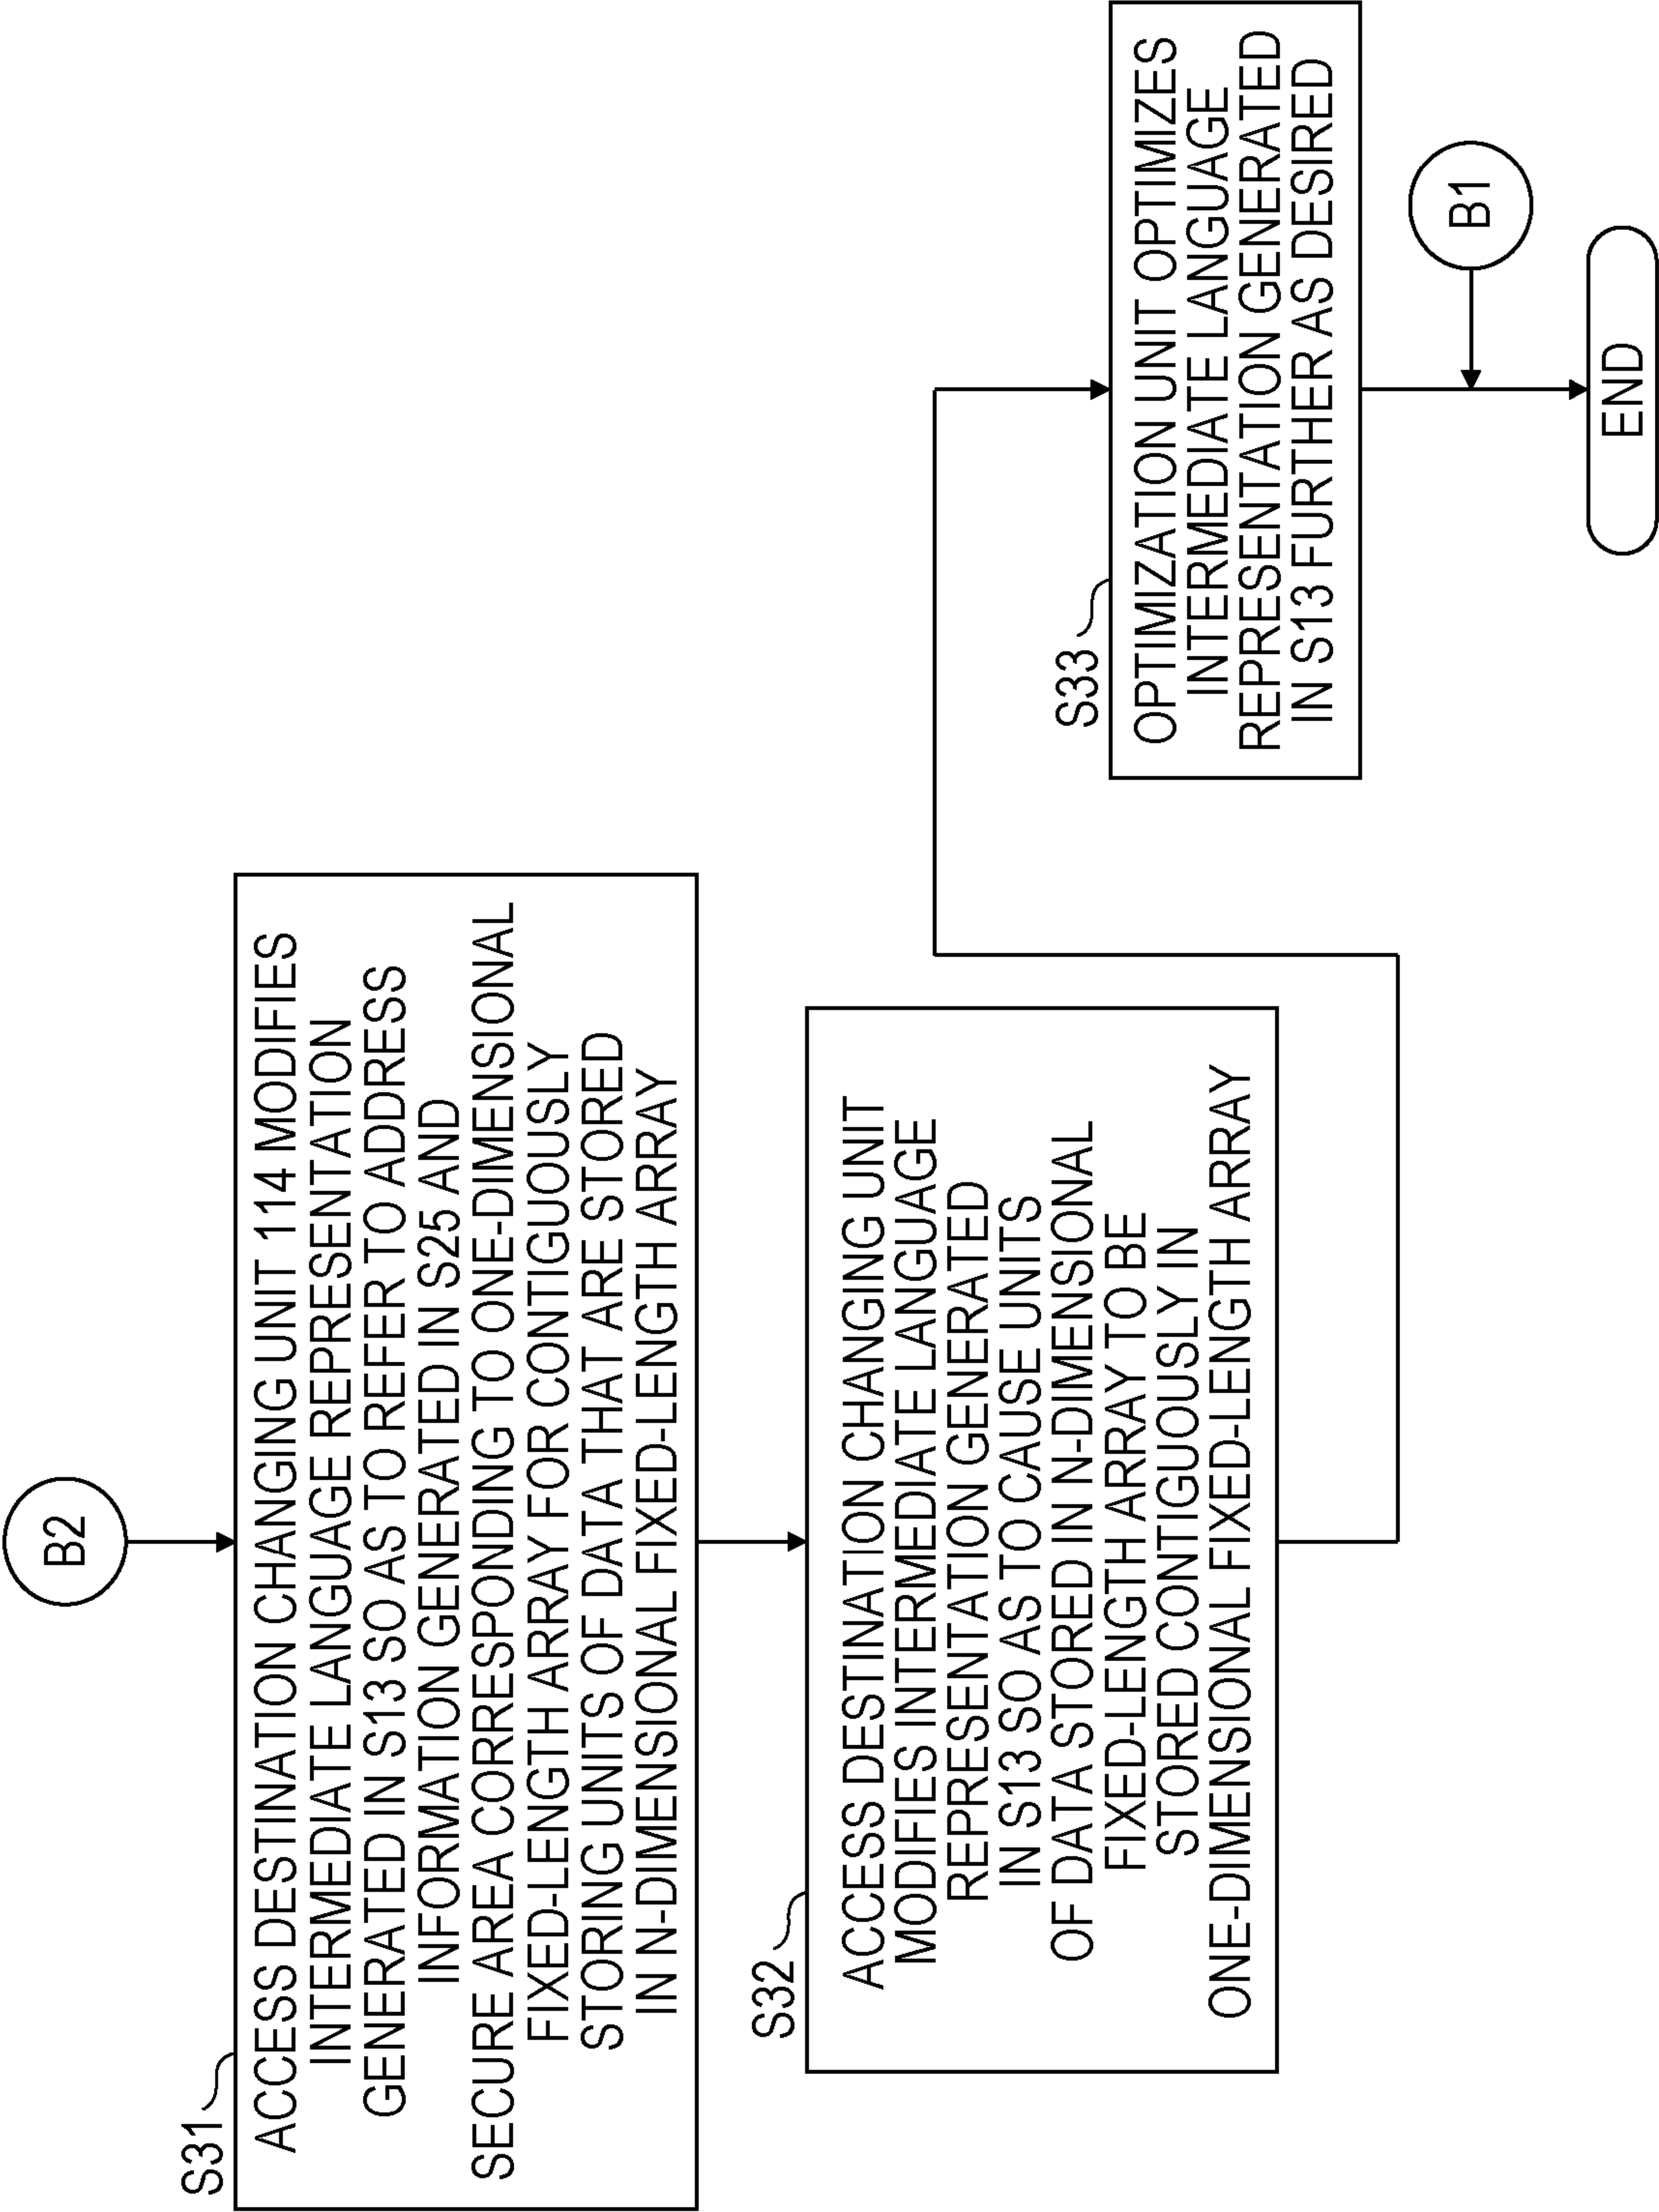 B2
S31
ACCESS DESTINATION CHANGING UNIT 114 MODIFIES
INTERMEDIATE LANGUAGE REPRESENTATION
GENERATED IN S13 SO AS TO REFER TO ADDRESS
INFORMATION GENERATED IN S25 AND
SECURE AREA CORRESPONDING TO ONE-DIMENSIONAL
FIXED-LENGTH ARRAY FOR CONTIGUOUSLY
STORING UNITS OF DATA THAT ARE STORED
IN N-DIMENSIONAL FIXED-LENGTH ARRAY
S32
ACCESS DESTINATION CHANGING UNIT
MODIFIES INTERMEDIATE LANGUAGE
REPRESENTATION GENERATED
IN S13 SO AS TO CAUSE UNITS
OF DATA STORED IN N-DIMENSIONAL
FIXED-LENGTH ARRAY TO BE
STORED CONTIGUOUSLY IN
ONE-DIMENSIONAL FIXED-LENGTH ARRAY
S33
OPTIMIZATION UNIT OPTIMIZES
INTERMEDIATE LANGUAGE
REPRESENTATION GENERATED
IN S13 FURTHER AS DESIRED
B1
END